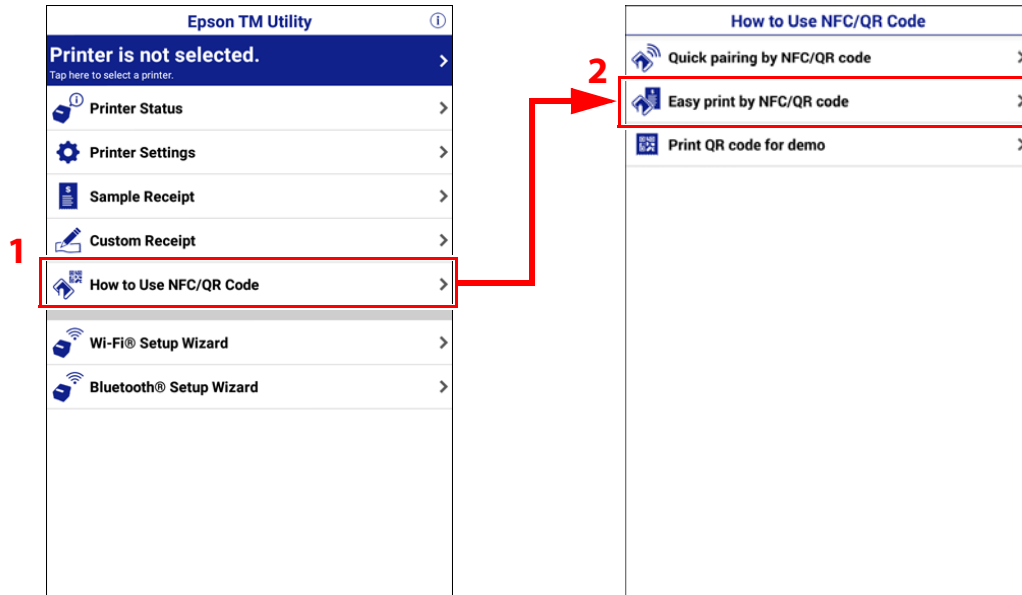 Epson TM Utility
Printer is not selected.
Tap here to select a printer.
Printer Status
Printer Settings
Sample Receipt
Custom Receipt
1
How to Use NFC/QR Code
Wi-Fi® Setup Wizard
Bluetooth® Setup Wizard
How to Use NFC/QR Code
Quick pairing by NFC/QR code
2
Easy print by NFC/QR code
Print QR code for demo